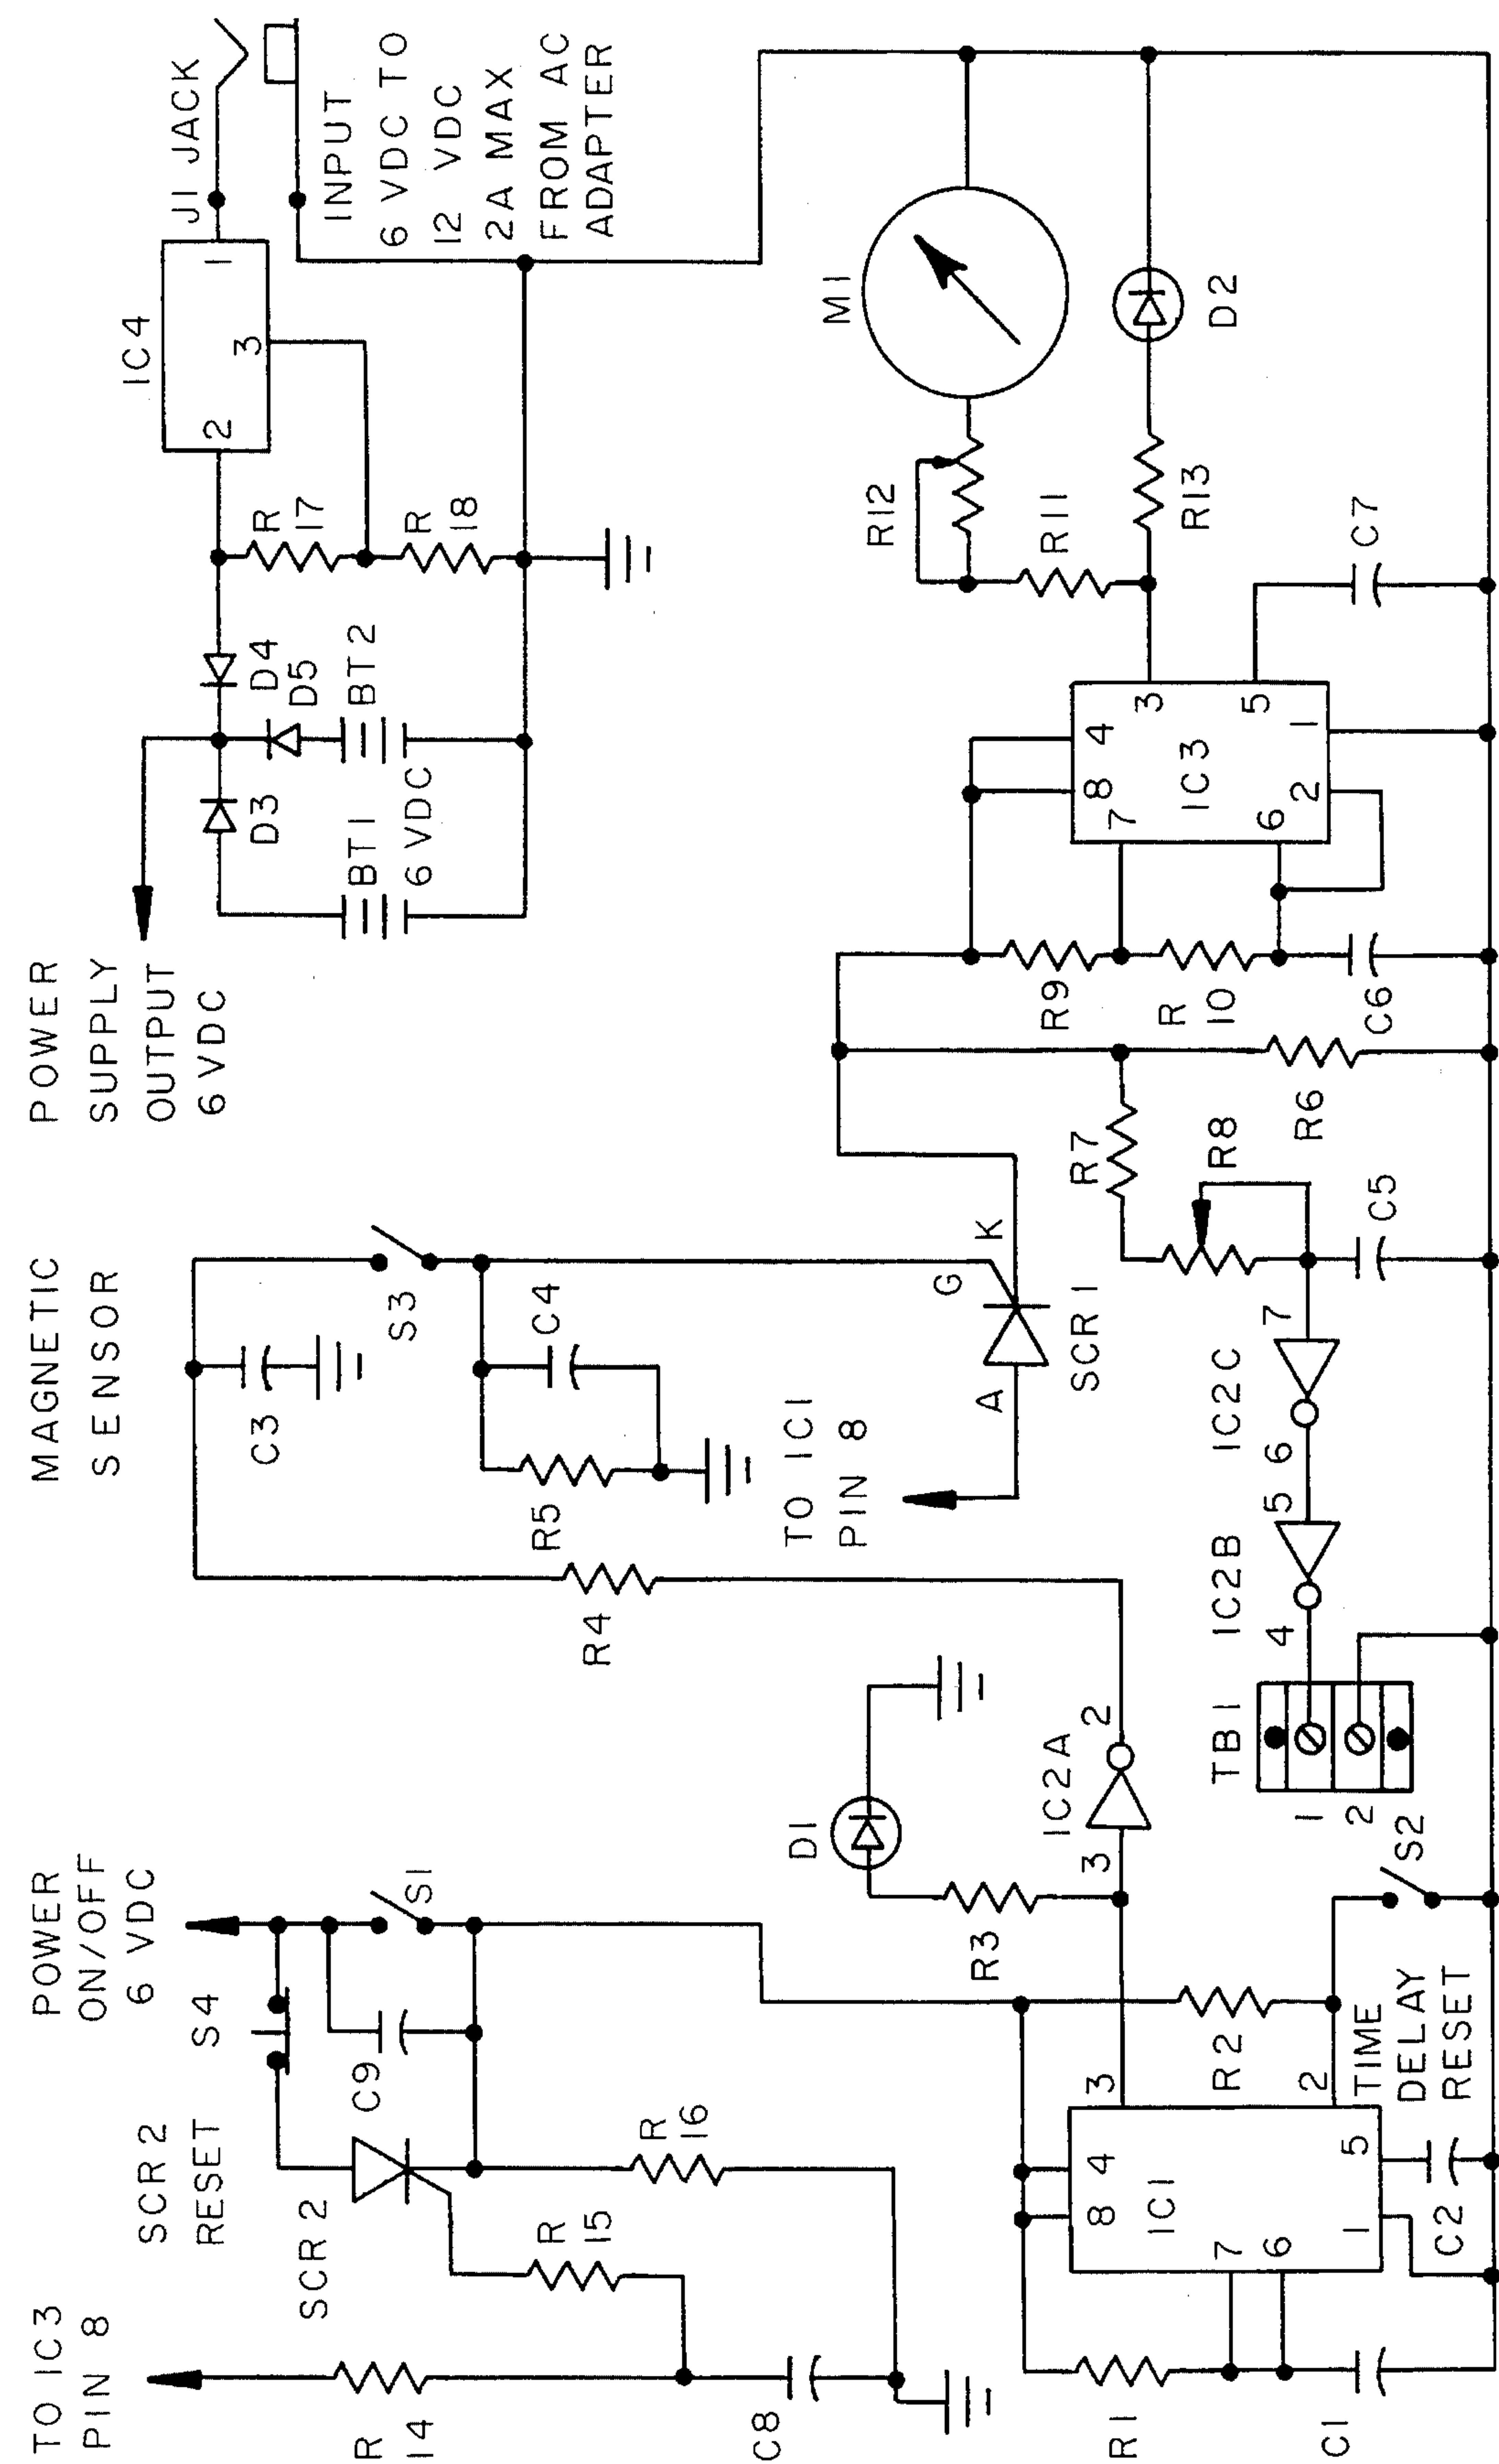 TO IC3
PIN 8
R
14
C8
SCR2
RESET
S4
POWER
ON/OFF
6 VDC
S1
C9
SCR2
R
15
R
16
R1
C1
8
4
3
7
6
IC1
2
1
5
C2
R2
TIME
DELAY
RESET
S2
R3
D1
IC2A
3
2
R4
MAGNETIC
SENSOR
C3
S3
R5
C4
TO IC1
PIN 8
G
K
A
SCR1
TB1
1
2
IC2B
4
5
IC2C
6
7
C5
R8
R7
R6
R9
R
10
C6
8
4
7
3
IC3
6
2
1
5
C7
R11
R12
R13
M1
D2
POWER
SUPPLY
OUTPUT
6 VDC
D3
BT1
6 VDC
D4
D5
BT2
R
17
R
18
IC4
2
3
1
J1 JACK
INPUT
6 VDC TO
12 VDC
2A MAX
FROM AC
ADAPTER